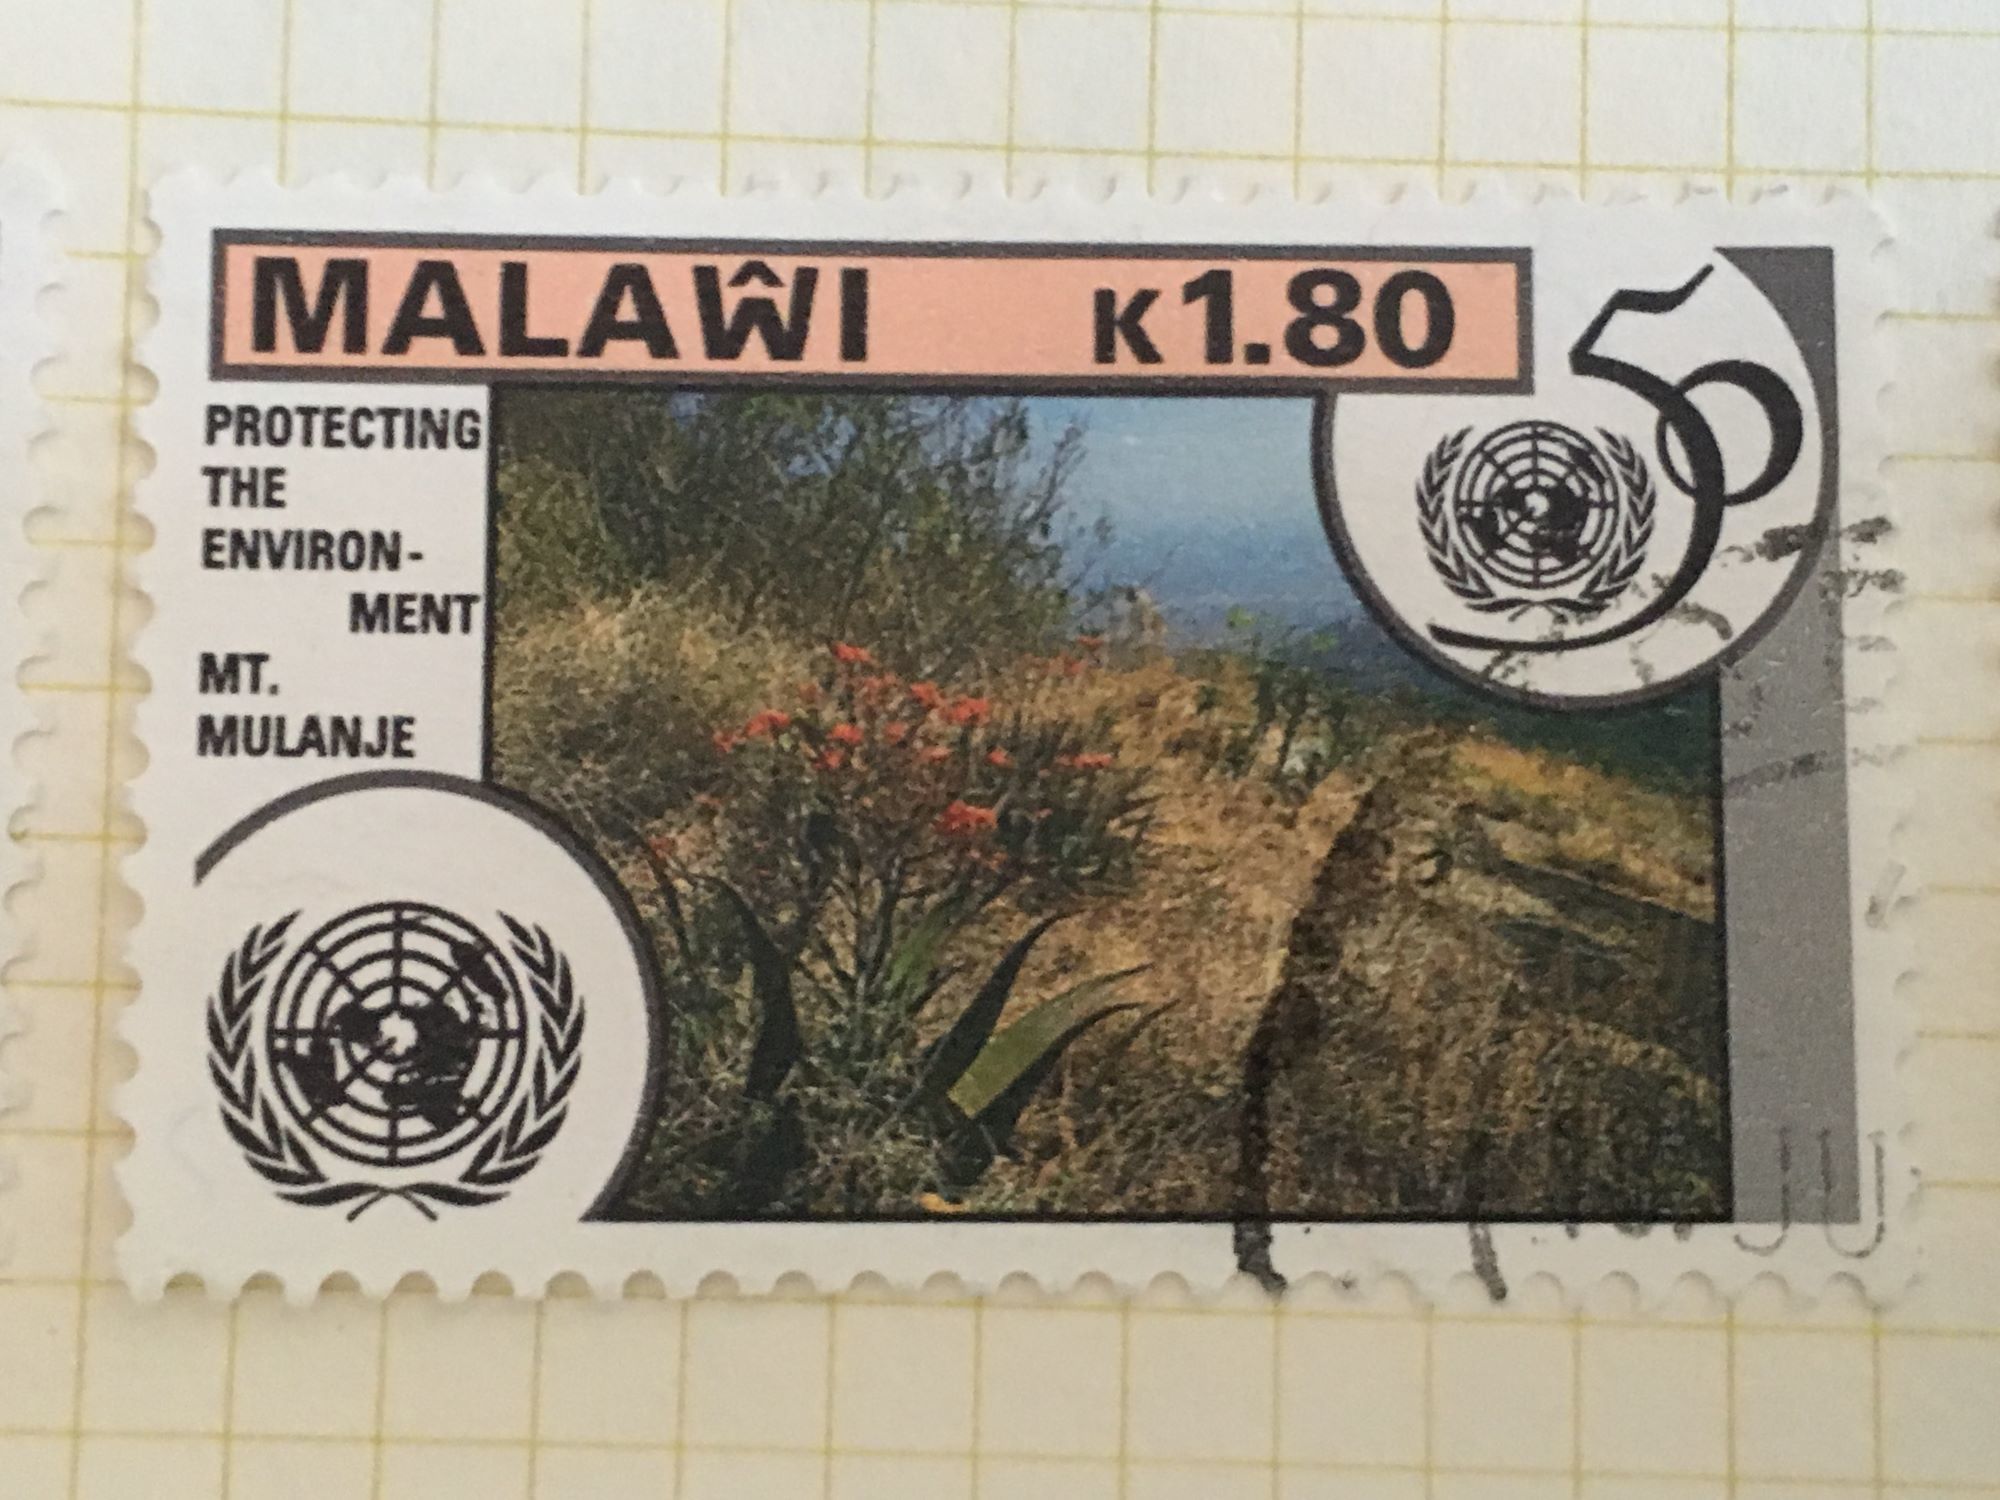 MALAŴI K1.80
50
PROTECTING
THE
ENVIRON-
MENT
MT.
MULANJE